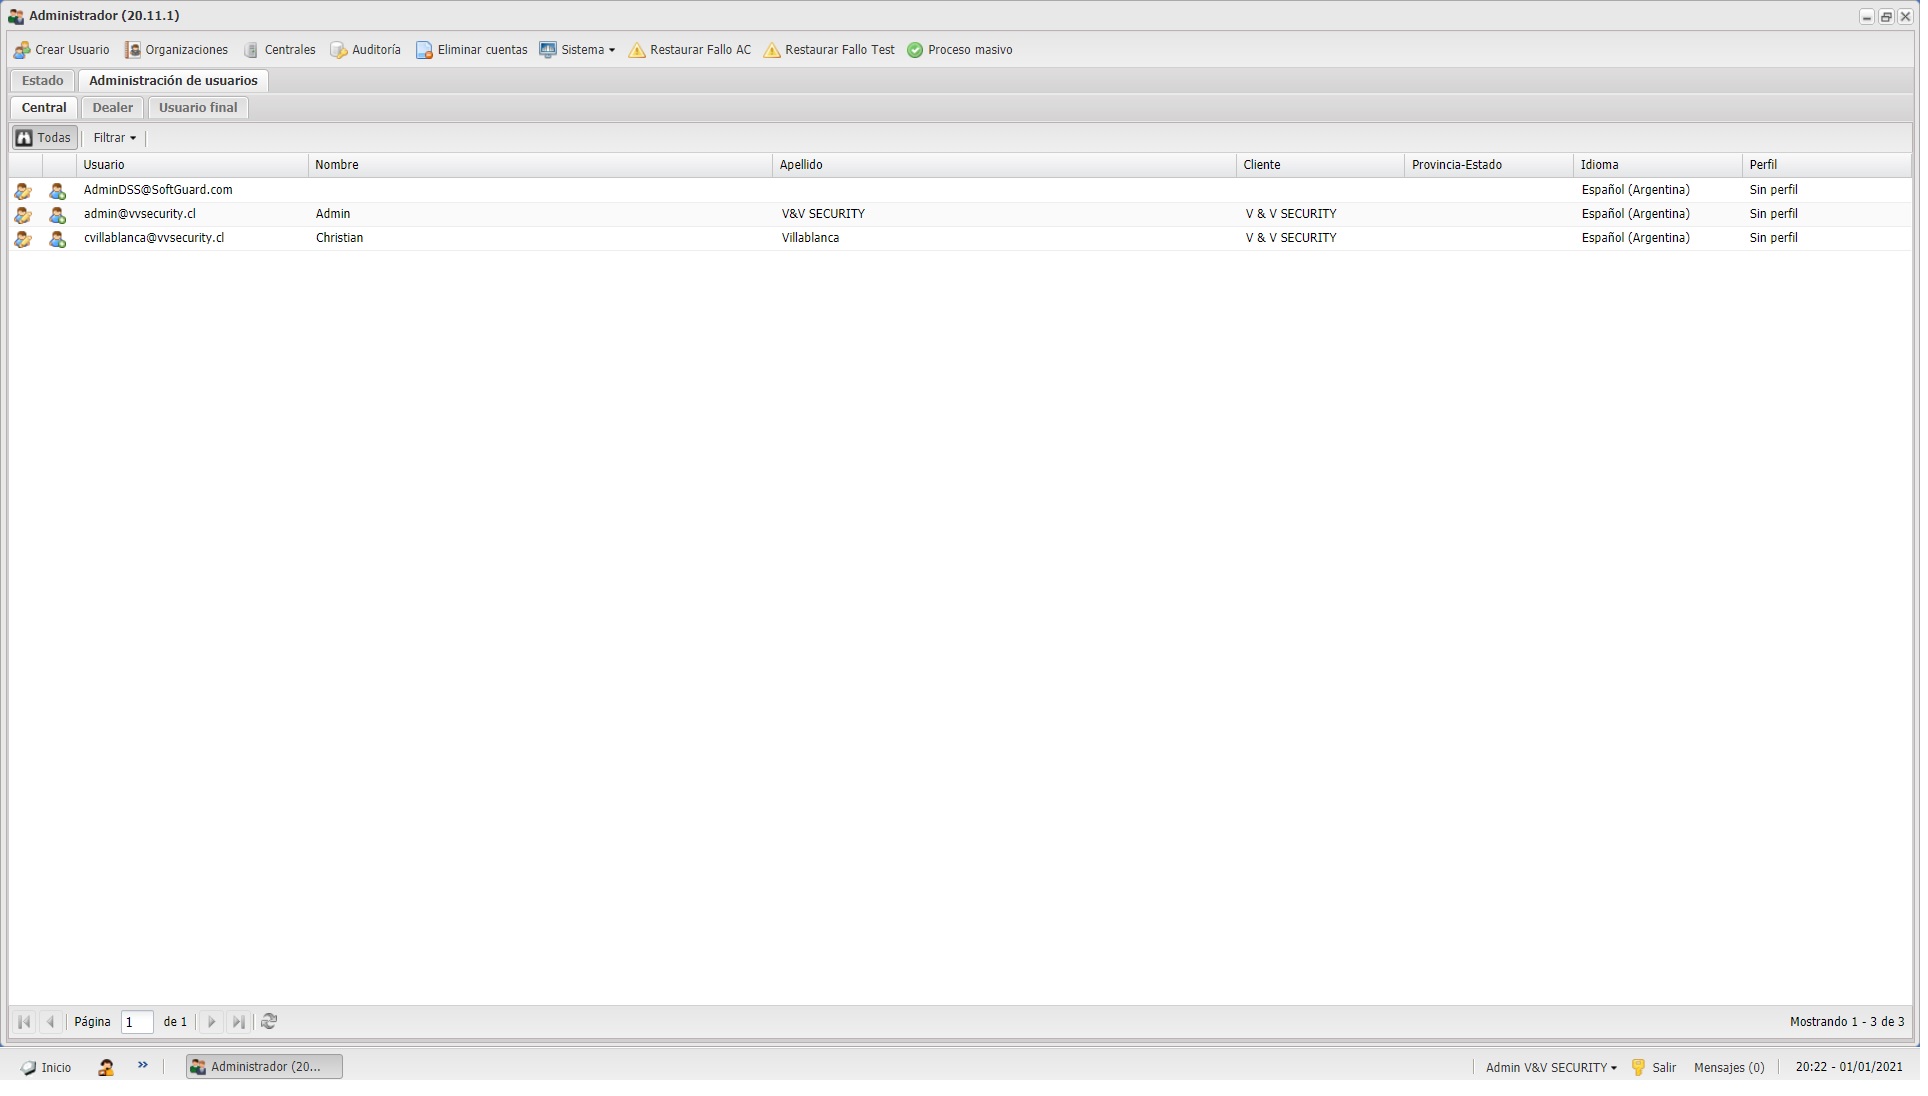 Administrador (20.11.1)
Crear Usuario Organizaciones Centrales Auditoría Eliminar cuentas Sistema Restaurar Fallo AC Restaurar Fallo Test Proceso masivo
Estado Administración de usuarios
Central Dealer Usuario final
Todas Filtrar
Usuario Nombre Apellido Cliente Provincia-Estado Idioma Perfil
AdminDSS@SoftGuard.com Español (Argentina) Sin perfil
admin@vvsecurity.cl Admin V&V SECURITY V & V SECURITY Español (Argentina) Sin perfil
cvillablanca@vvsecurity.cl Christian Villablanca V & V SECURITY Español (Argentina) Sin perfil
Página 1 de 1 Mostrando 1 - 3 de 3
Inicio » Administrador (20... Admin V&V SECURITY Salir Mensajes (0) 20:22 - 01/01/2021